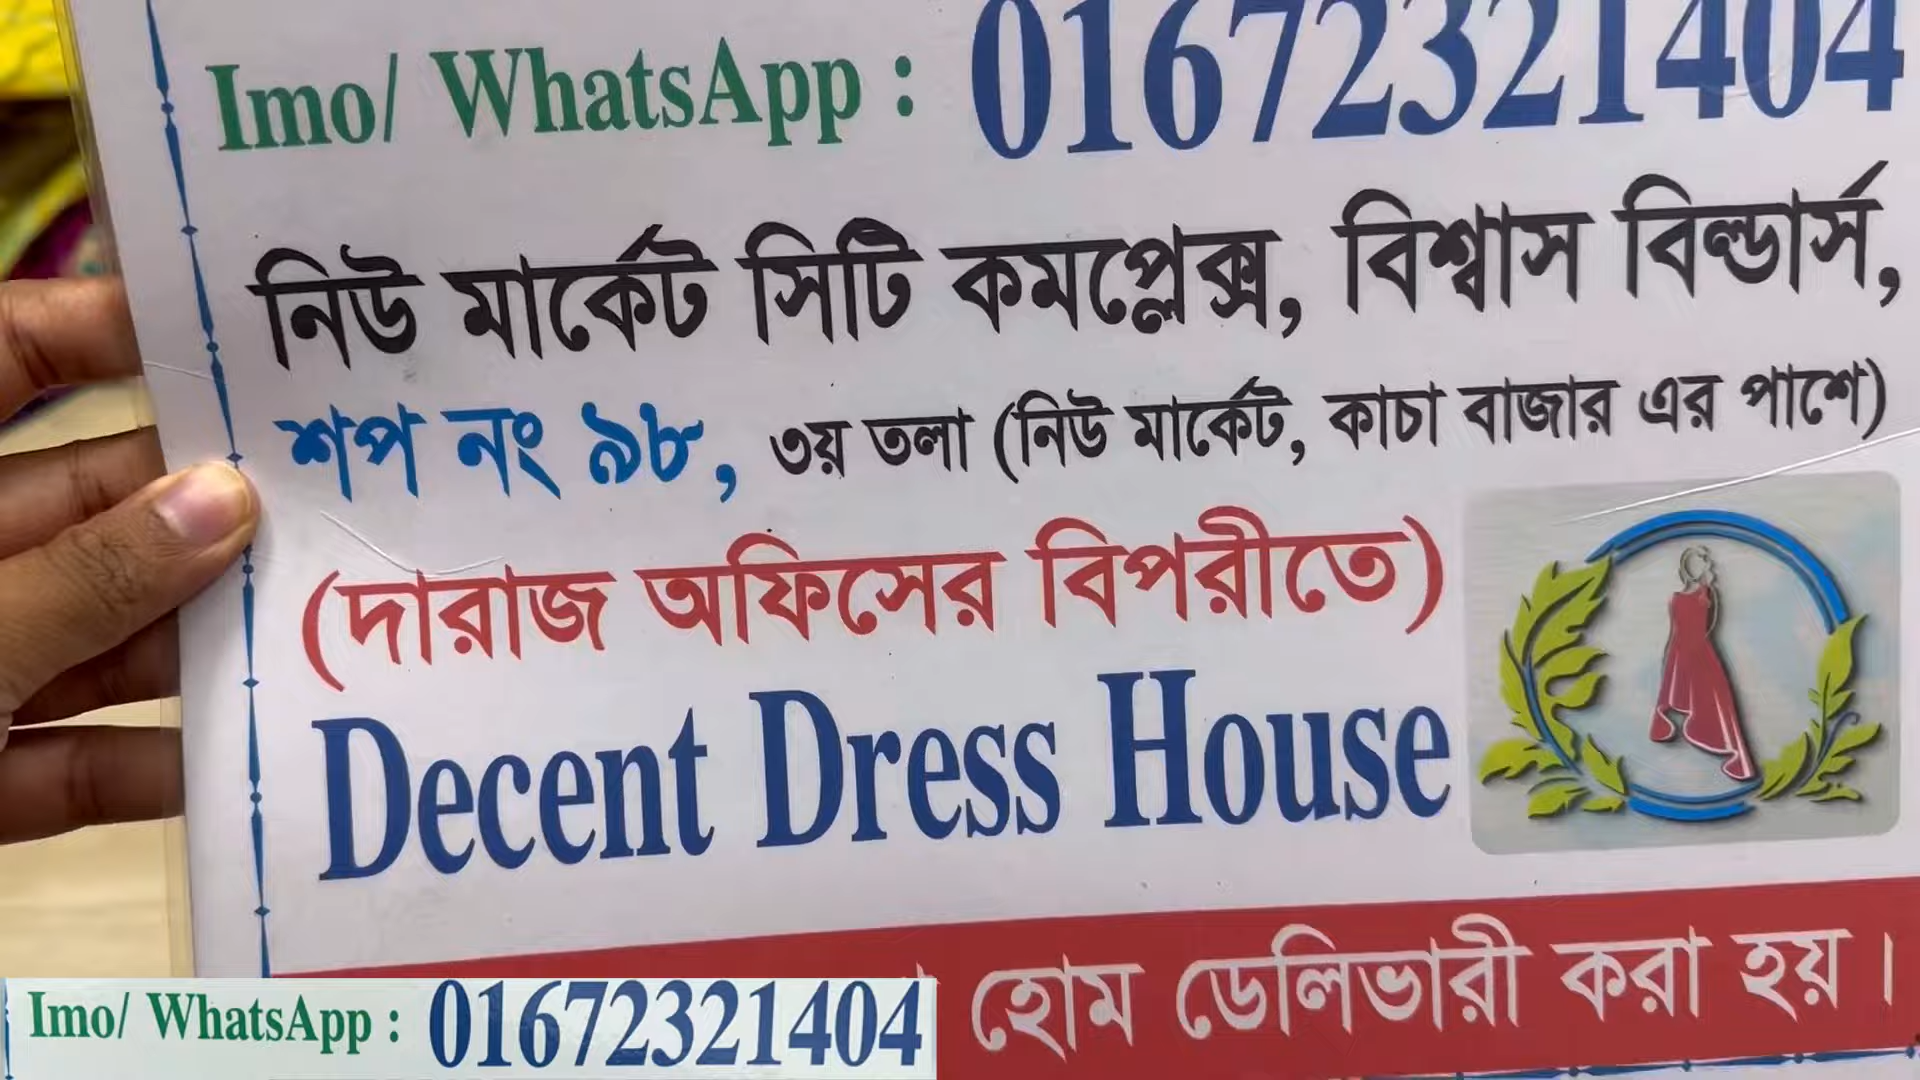 Imo/ WhatsApp : 01672321404
নিউ মার্কেট সিটি কমপ্লেক্স, বিশ্বাস বিল্ডার্স,
শপ নং ৯৮, ৩য় তলা (নিউ মার্কেট, কাচা বাজার এর পাশে)
(দারাজ অফিসের বিপরীতে)
Decent Dress House
হোম ডেলিভারী করা হয়।
Imo/ WhatsApp : 01672321404